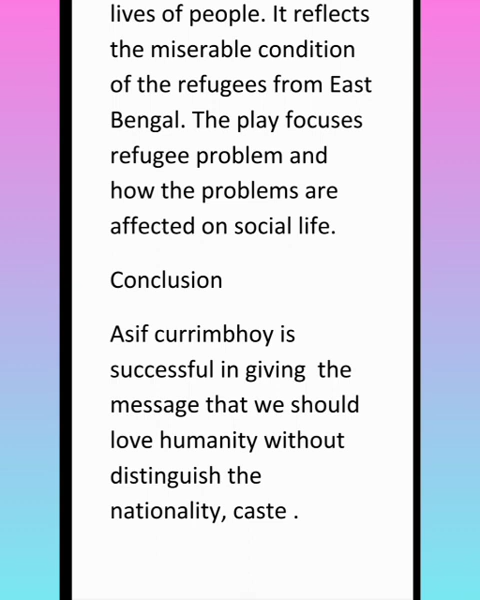 lives of people. It reflects
the miserable condition
of the refugees from East
Bengal. The play focuses
refugee problem and
how the problems are
affected on social life.
Conclusion
Asif currimbhoy is
successful in giving  the
message that we should
love humanity without
distinguish the
nationality, caste .